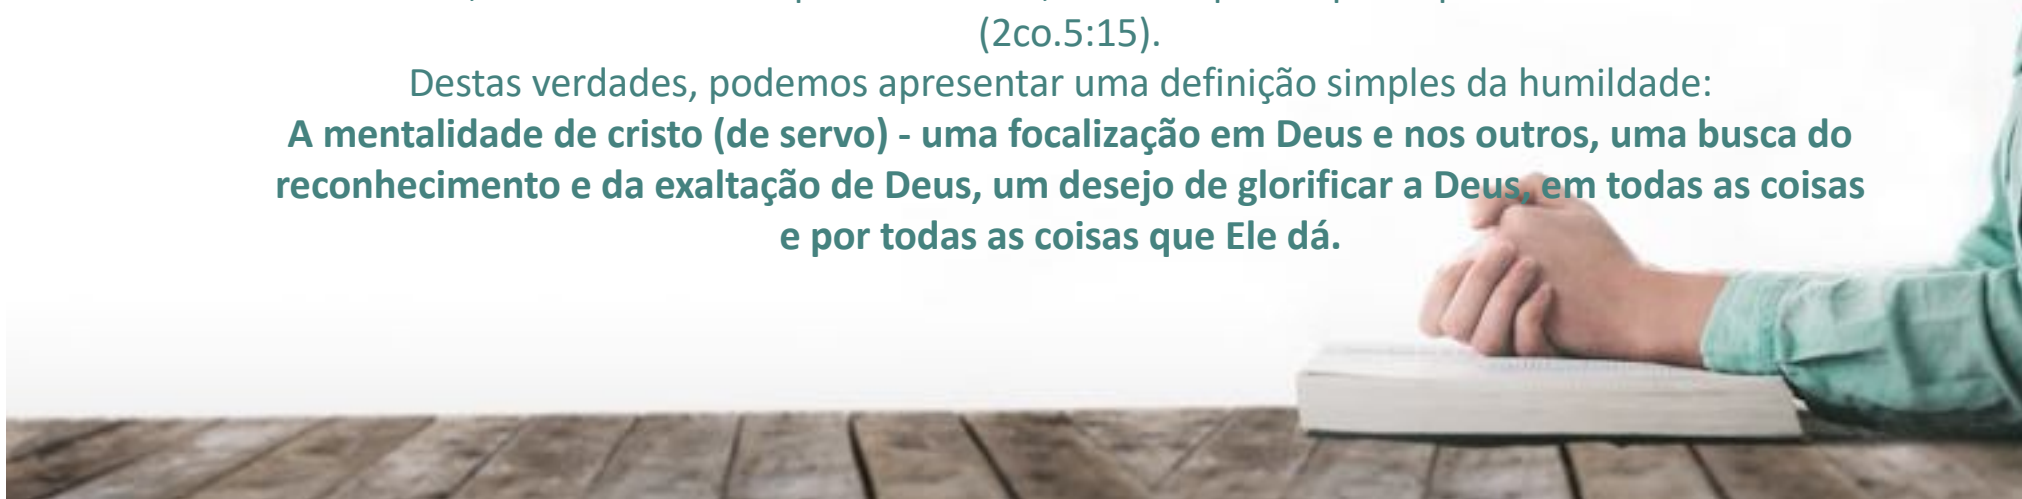 (2co.5:15).
Destas verdades, podemos apresentar uma definição simples da humildade:
A mentalidade de cristo (de servo) - uma focalização em Deus e nos outros, uma busca do
reconhecimento e da exaltação de Deus, um desejo de glorificar a Deus, em todas as coisas
e por todas as coisas que Ele dá.